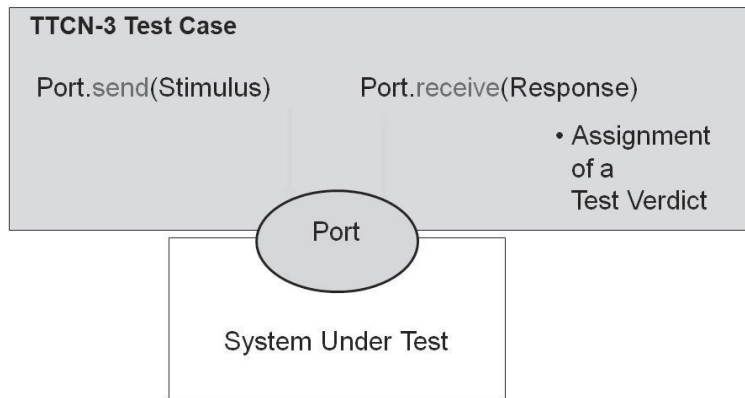 TTCN-3 Test Case
Port.send(Stimulus)
Port.receive(Response)
• Assignment
of a
Test Verdict
Port
System Under Test